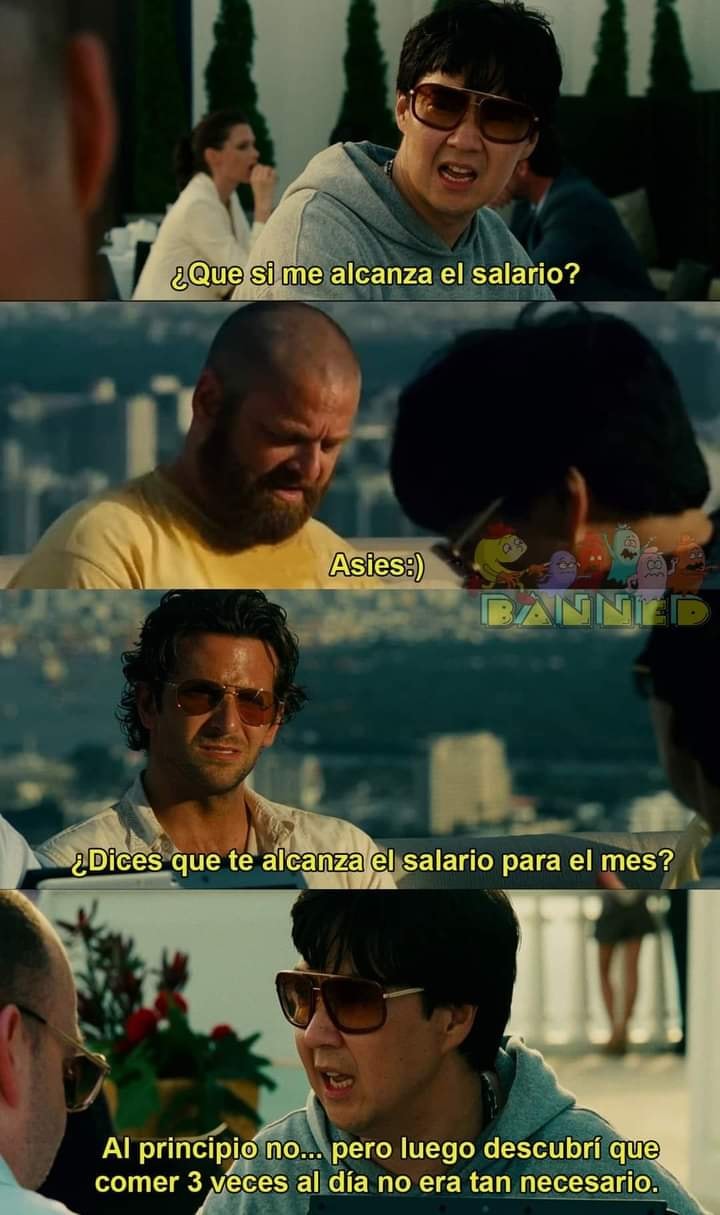 ¿Que si me alcanza el salario?
Asies:)
BANNED
¿Dices que te alcanza el salario para el mes?
Al principio no... pero luego descubrí que
comer 3 veces al día no era tan necesario.